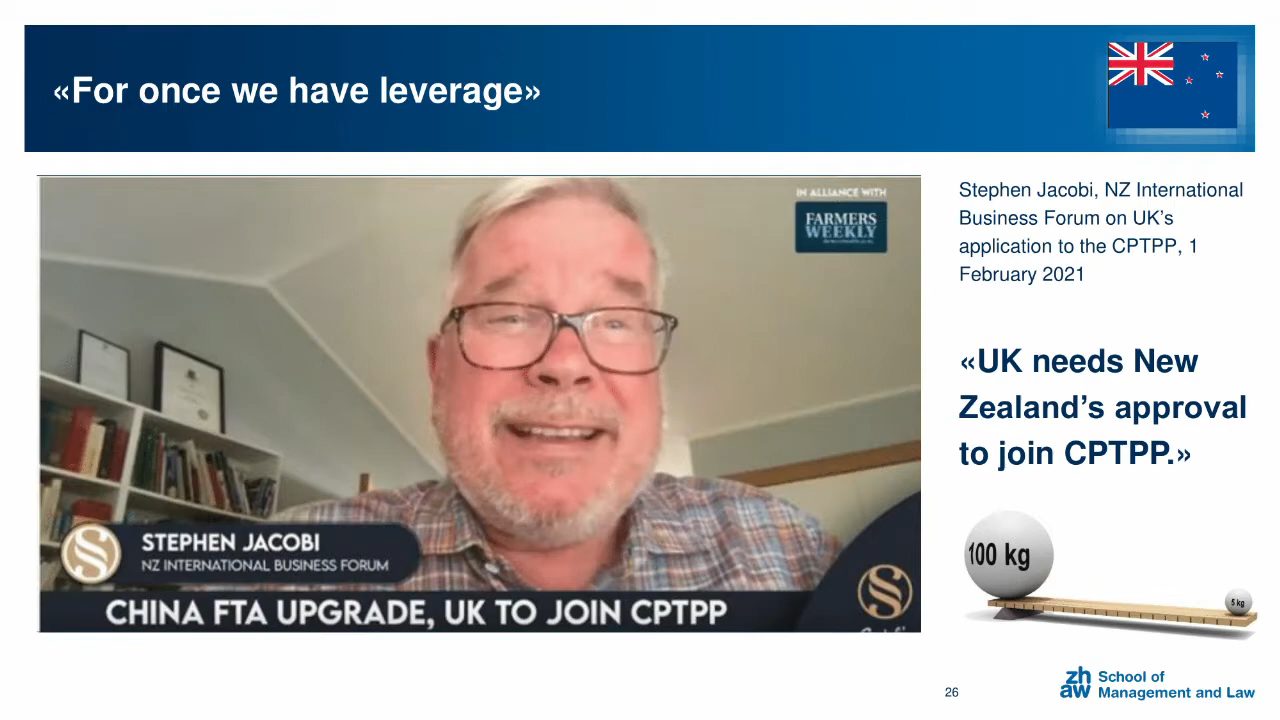 «For once we have leverage»
IN ALLIANCE WITH
FARMERS
WEEKLY
Stephen Jacobi, NZ International
Business Forum on UK’s
application to the CPTPP, 1
February 2021
«UK needs New
Zealand’s approval
to join CPTPP.»
STEPHEN JACOBI
NZ INTERNATIONAL BUSINESS FORUM
CHINA FTA UPGRADE, UK TO JOIN CPTPP
100 kg
5 kg
26
zh
aw
School of
Management and Law